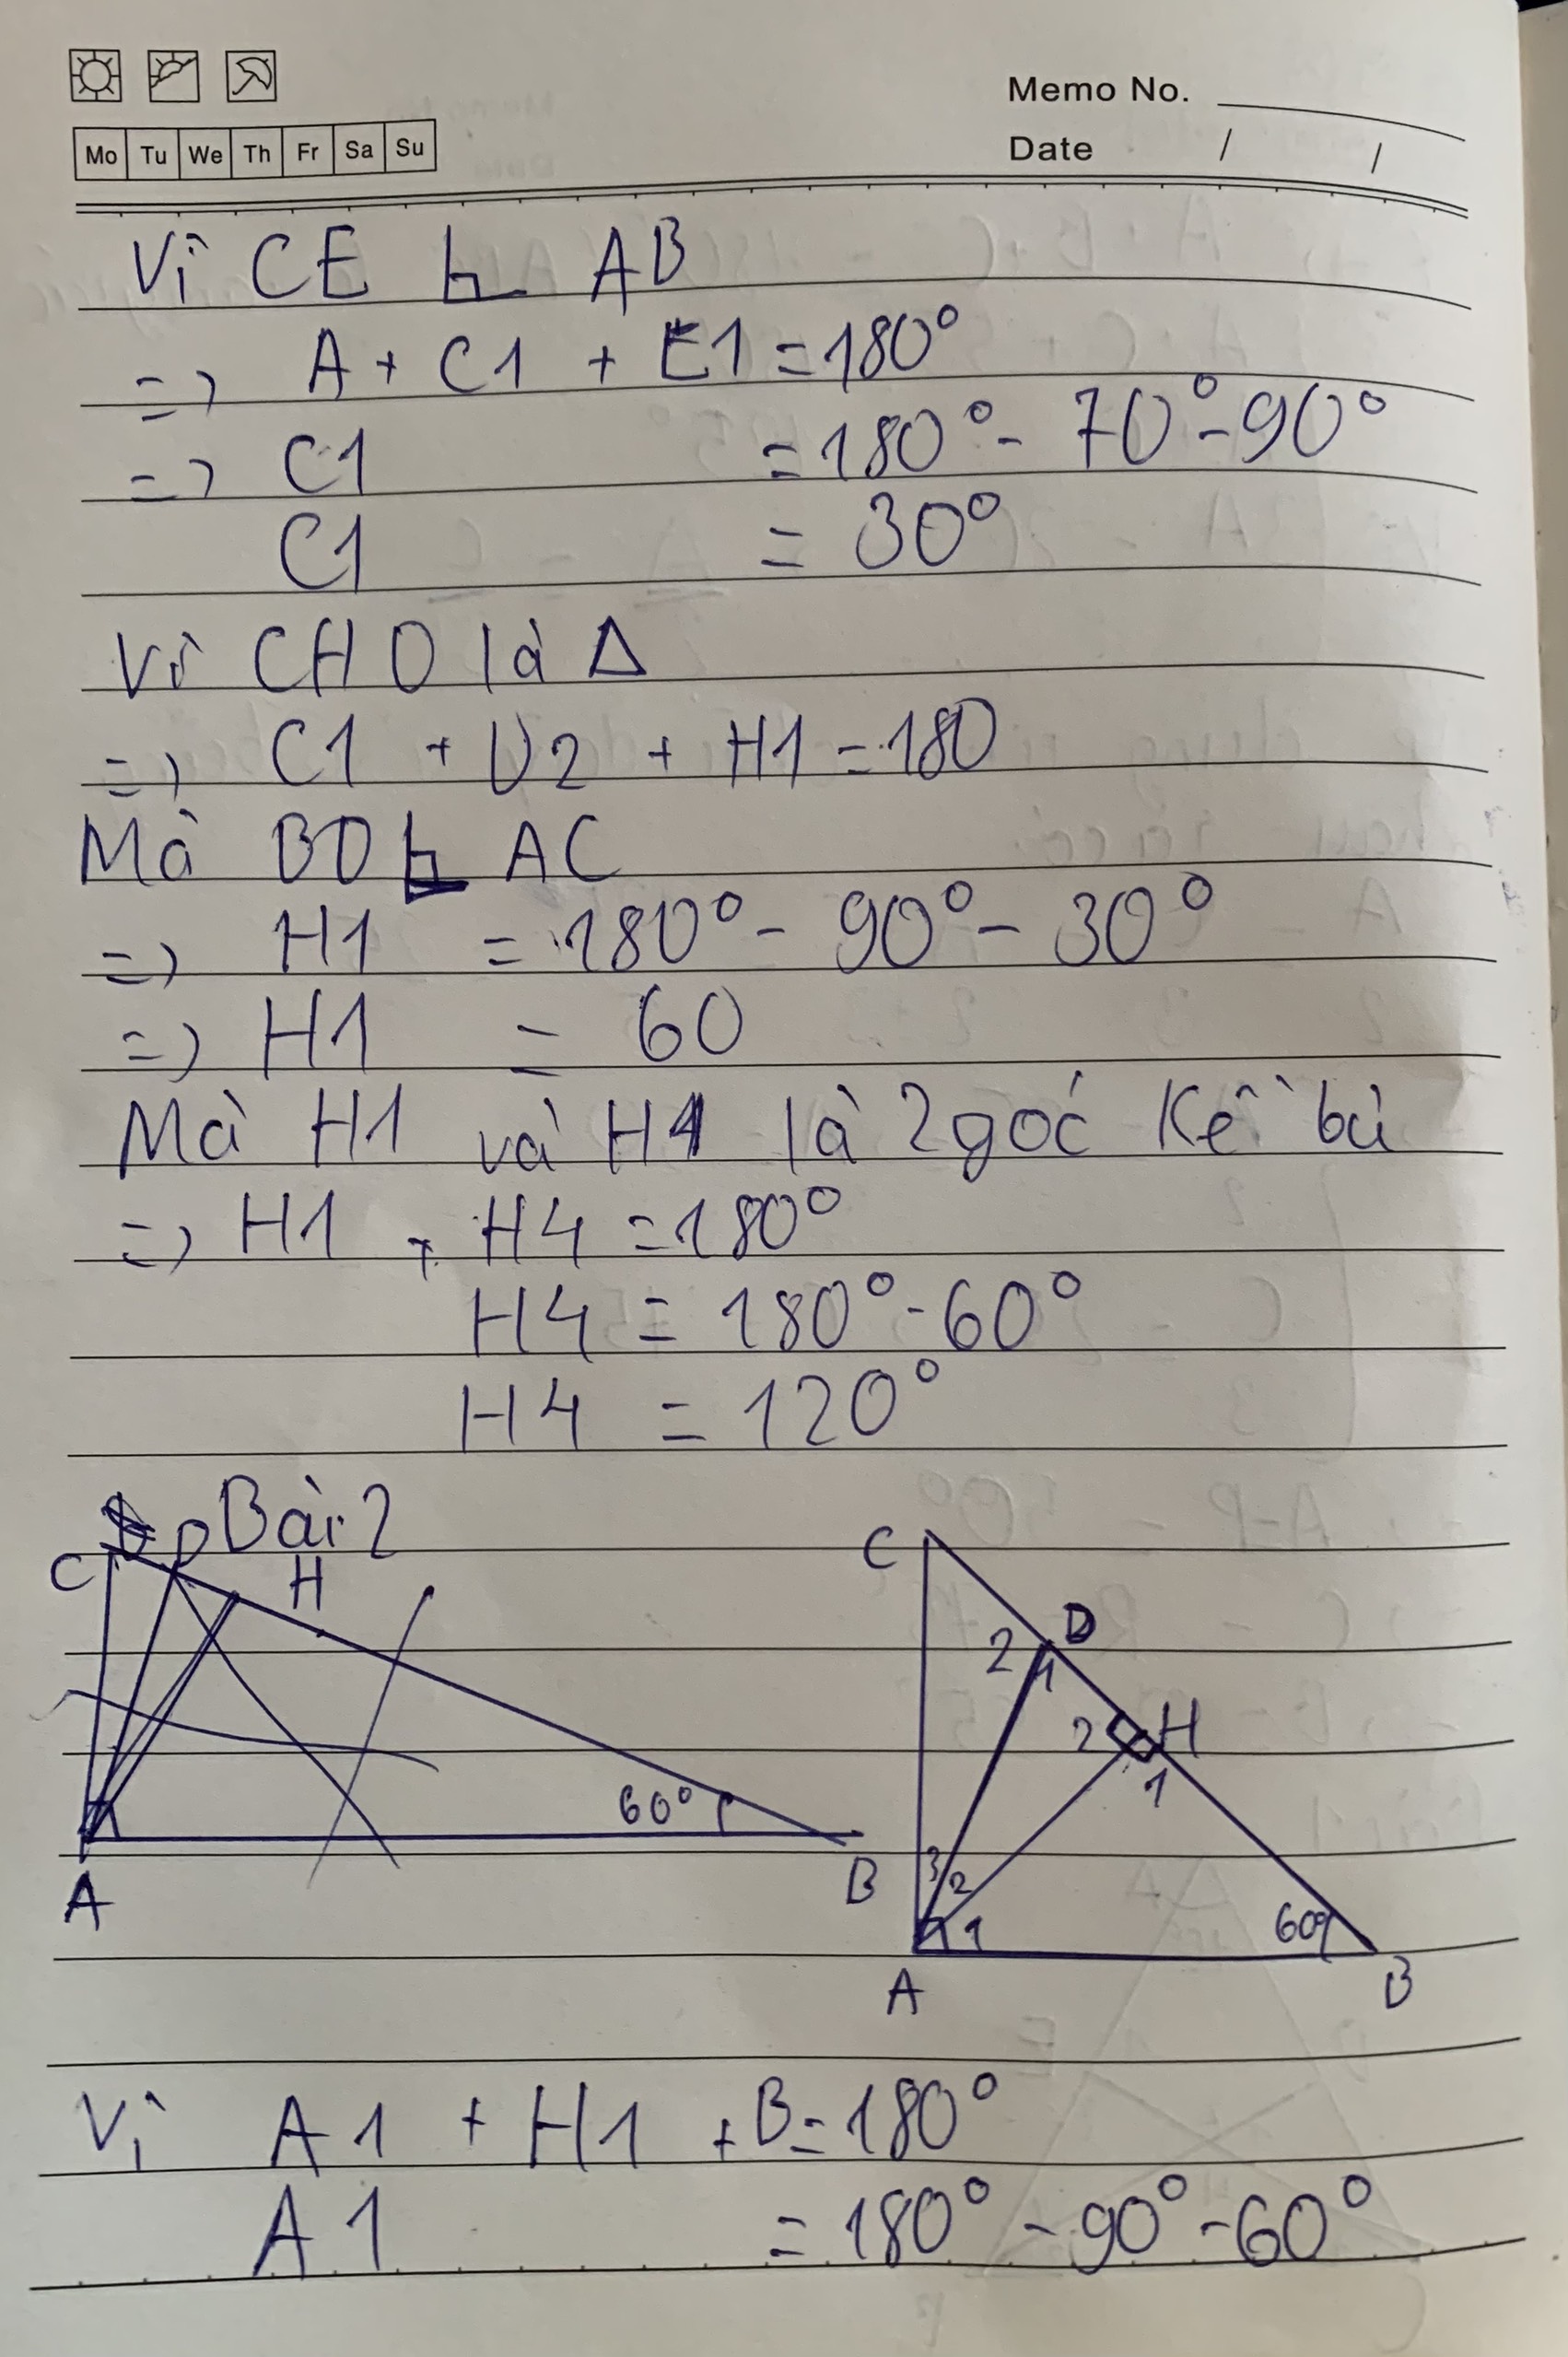 Memo No.
Mo Tu We Th Fr Sa Su
Date / /
Vì CE ⊥ AB
=> A + C1 + E1 = 180°
=> C1 = 180° - 70° - 90°
C1 = 30°
Vì CHD là Δ
=> C1 + D2 + H1 = 180
Mà BD ⊥ AC
=> H1 = 180° - 90° - 30°
=> H1 = 60
Mà H1 và H4 là 2 góc kề bù
=> H1 + H4 = 180°
H4 = 180° - 60°
H4 = 120°
Bài 2
C D H
60°
A B
C
D
2 1
2 H
1
3 2
1 60°
A B
Vì A1 + H1 + B = 180°
A1 = 180° - 90° - 60°